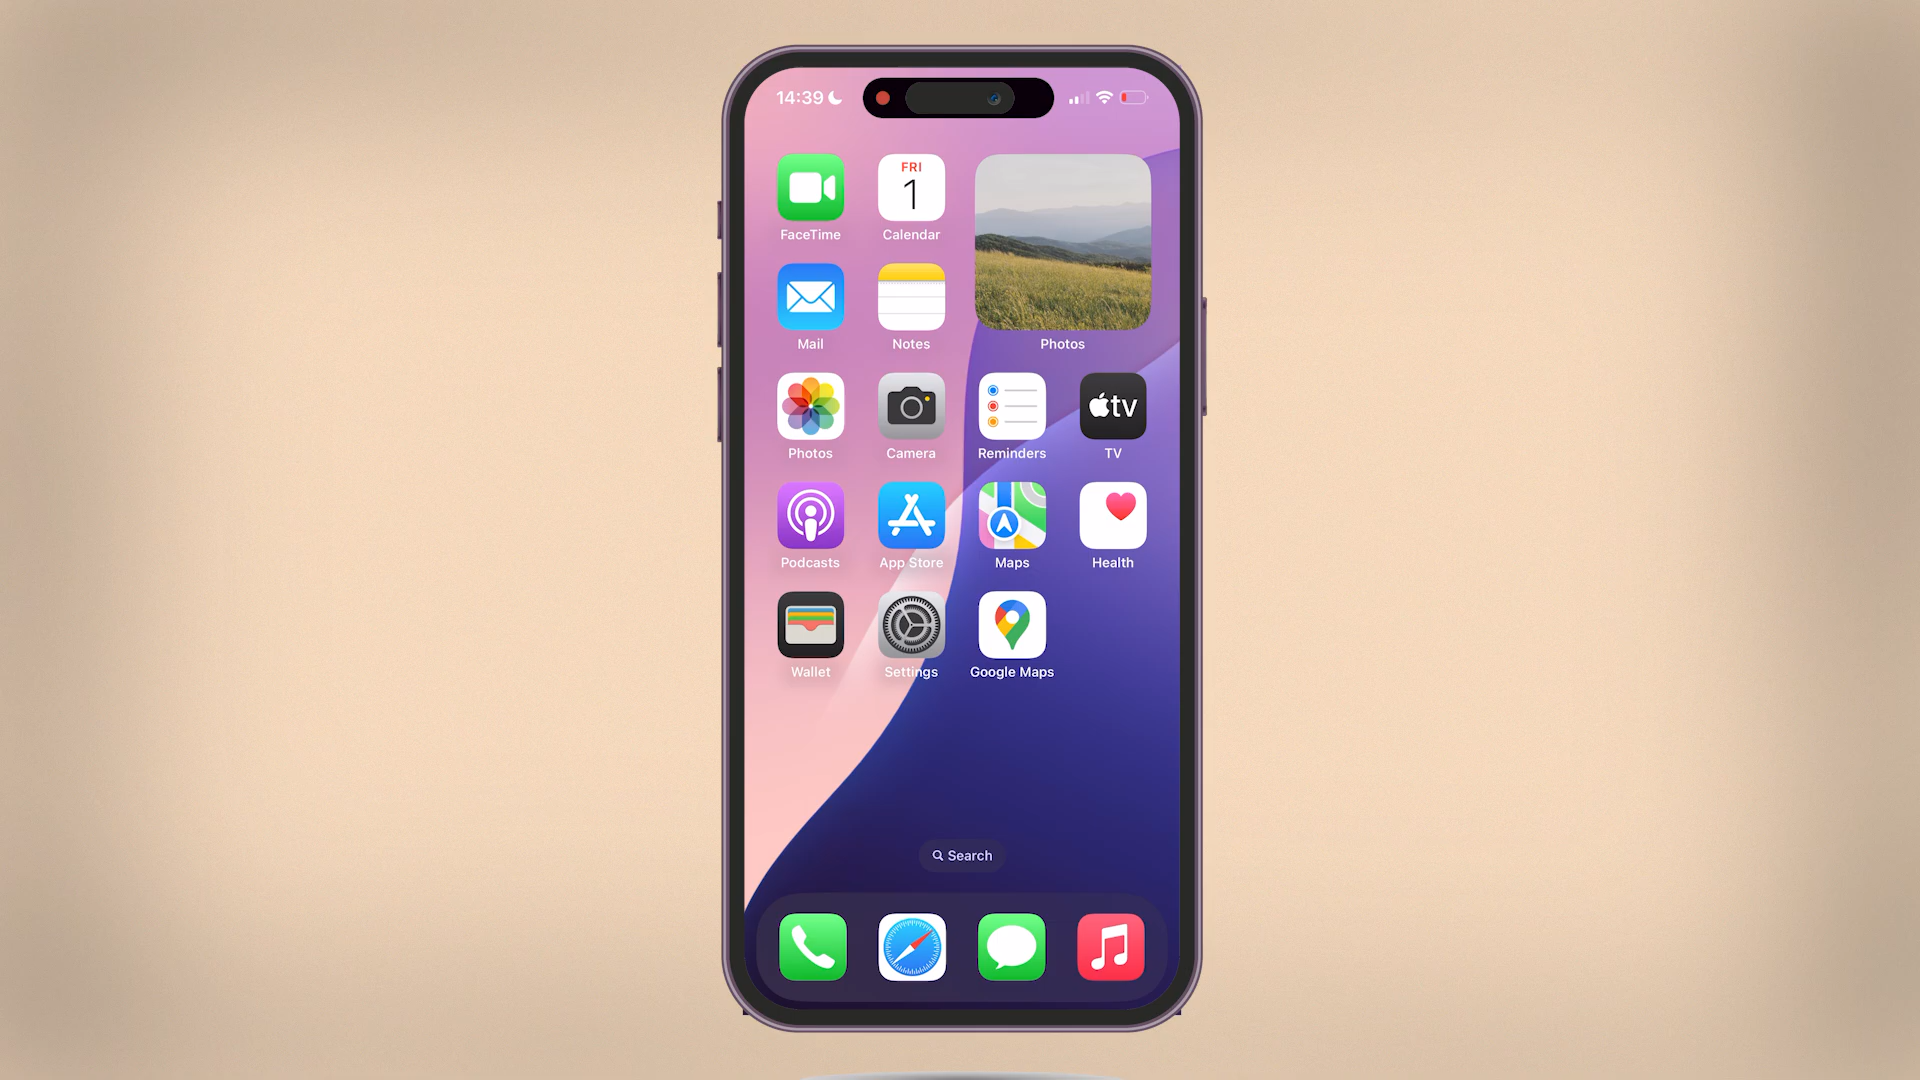 14:39
FRI
1
FaceTime
Calendar
Mail
Notes
Photos
Photos
Camera
Reminders
tv
TV
Podcasts
App Store
Maps
Health
Wallet
Settings
Google Maps
Search